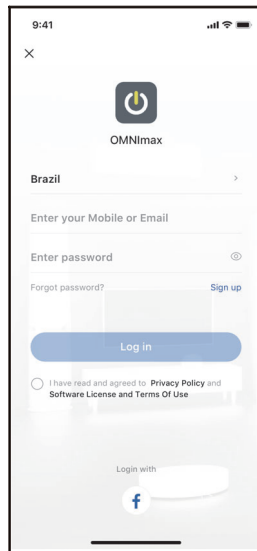 9:41
OMNImax
Brazil
Enter your Mobile or Email
Enter password
Forgot password? Sign up
Log in
I have read and agreed to Privacy Policy and
Software License and Terms Of Use
Login with